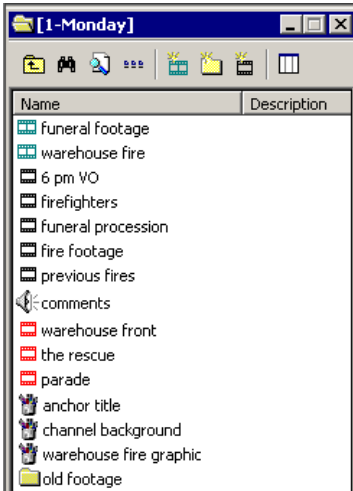 [1-Monday]
Name Description
funeral footage
warehouse fire
6 pm VO
firefighters
funeral procession
fire footage
previous fires
comments
warehouse front
the rescue
parade
anchor title
channel background
warehouse fire graphic
old footage